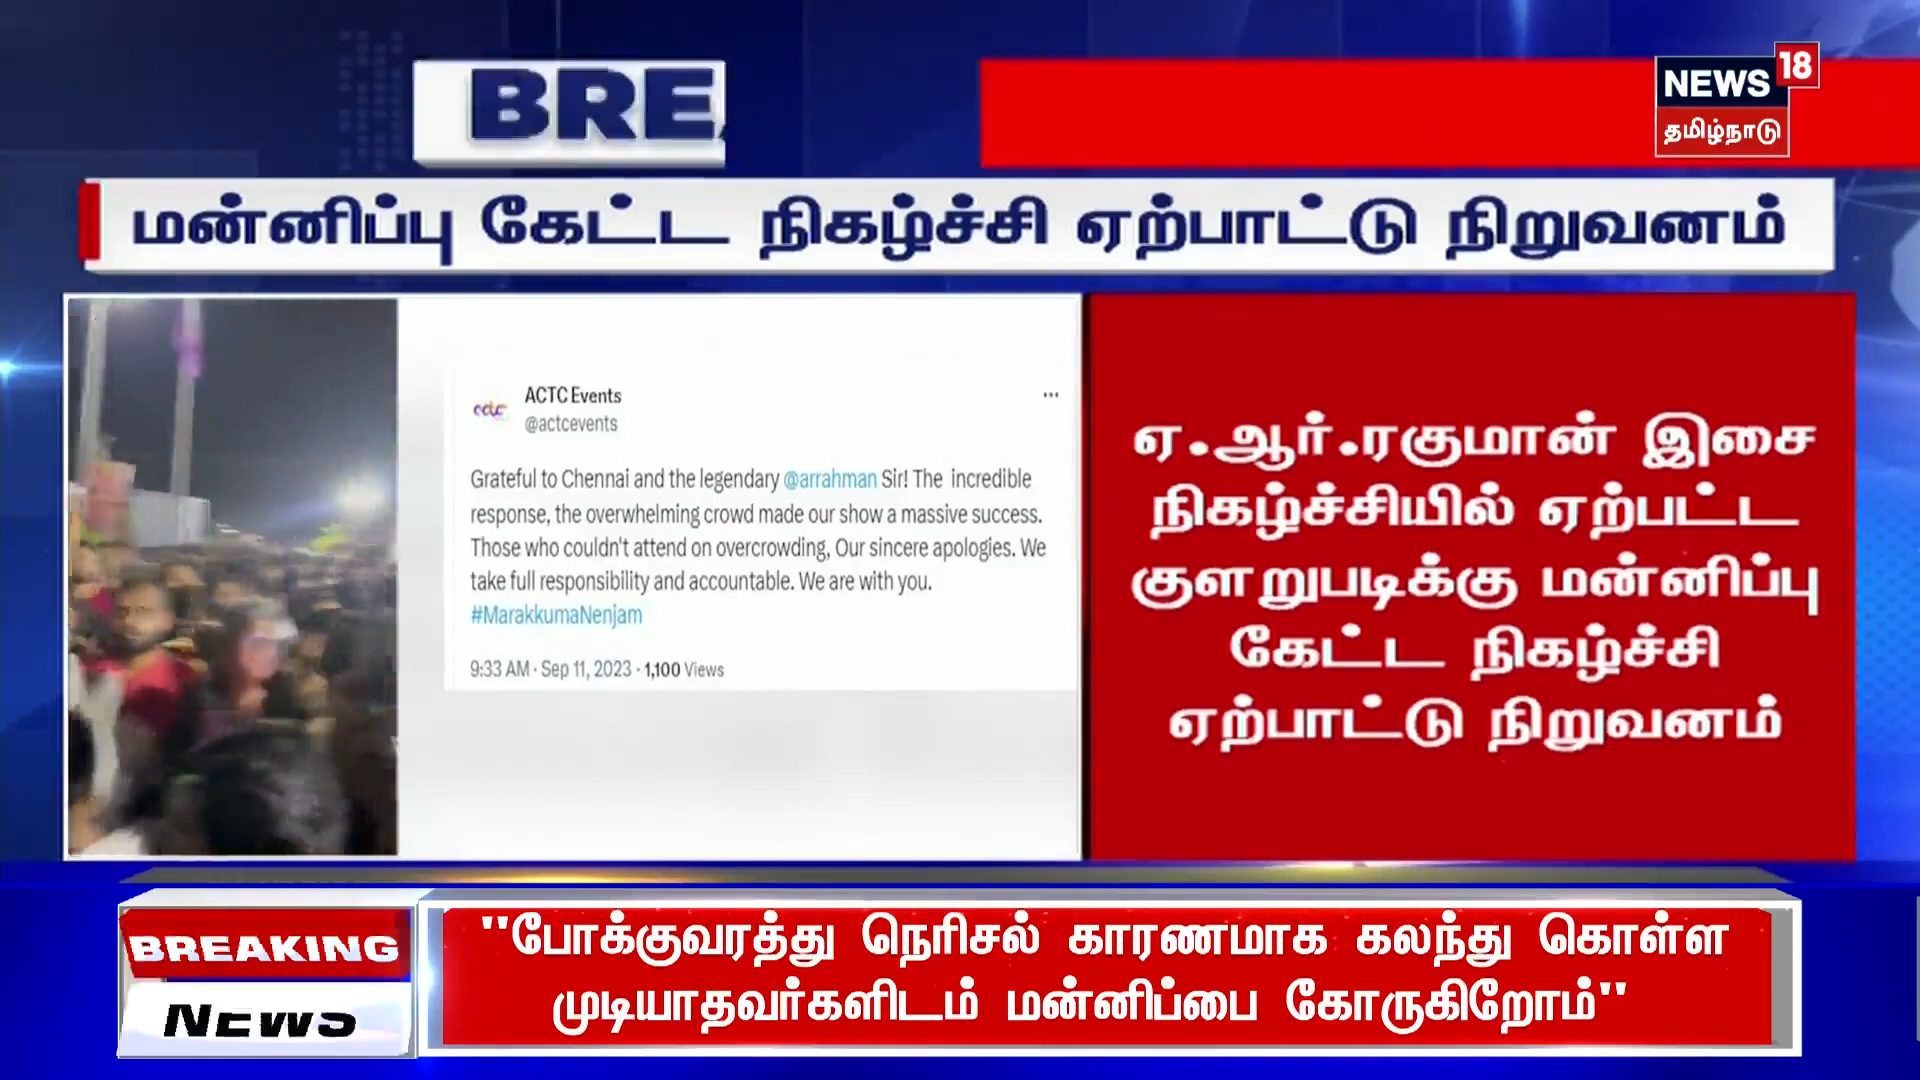 BRE
NEWS 18
தமிழ்நாடு
மன்னிப்பு கேட்ட நிகழ்ச்சி ஏற்பாட்டு நிறுவனம்
ACTC Events
@actcevents
Grateful to Chennai and the legendary @arrahman Sir! The incredible
response, the overwhelming crowd made our show a massive success.
Those who couldn't attend on overcrowding, Our sincere apologies. We
take full responsibility and accountable. We are with you.
#MarakkumaNenjam
9:33 AM · Sep 11, 2023 · 1,100 Views
ஏ.ஆர்.ரகுமான் இசை
நிகழ்ச்சியில் ஏற்பட்ட
குளறுபடிக்கு மன்னிப்பு
கேட்ட நிகழ்ச்சி
ஏற்பாட்டு நிறுவனம்
BREAKING
NEWS
"போக்குவரத்து நெரிசல் காரணமாக கலந்து கொள்ள
முடியாதவர்களிடம் மன்னிப்பை கோருகிறோம்"